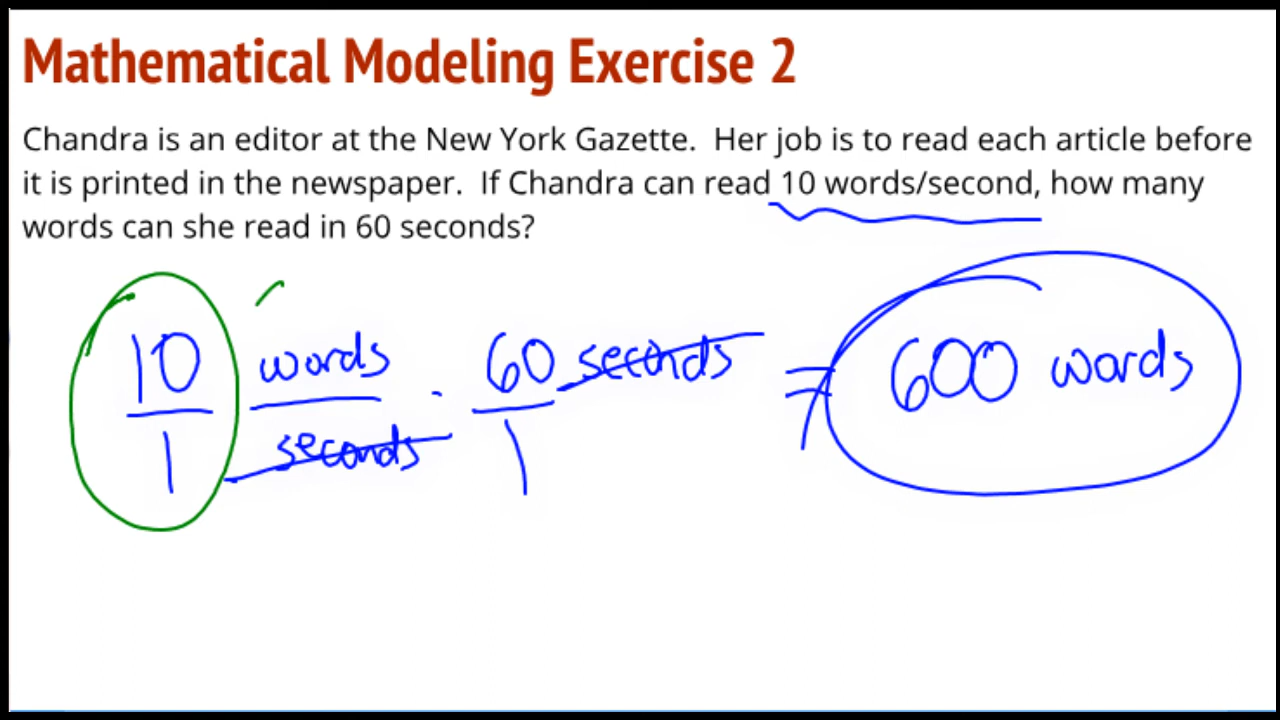 Mathematical Modeling Exercise 2
Chandra is an editor at the New York Gazette. Her job is to read each article before
it is printed in the newspaper. If Chandra can read 10 words/second, how many
words can she read in 60 seconds?
10/1 words/seconds · 60 seconds/1 = 600 words